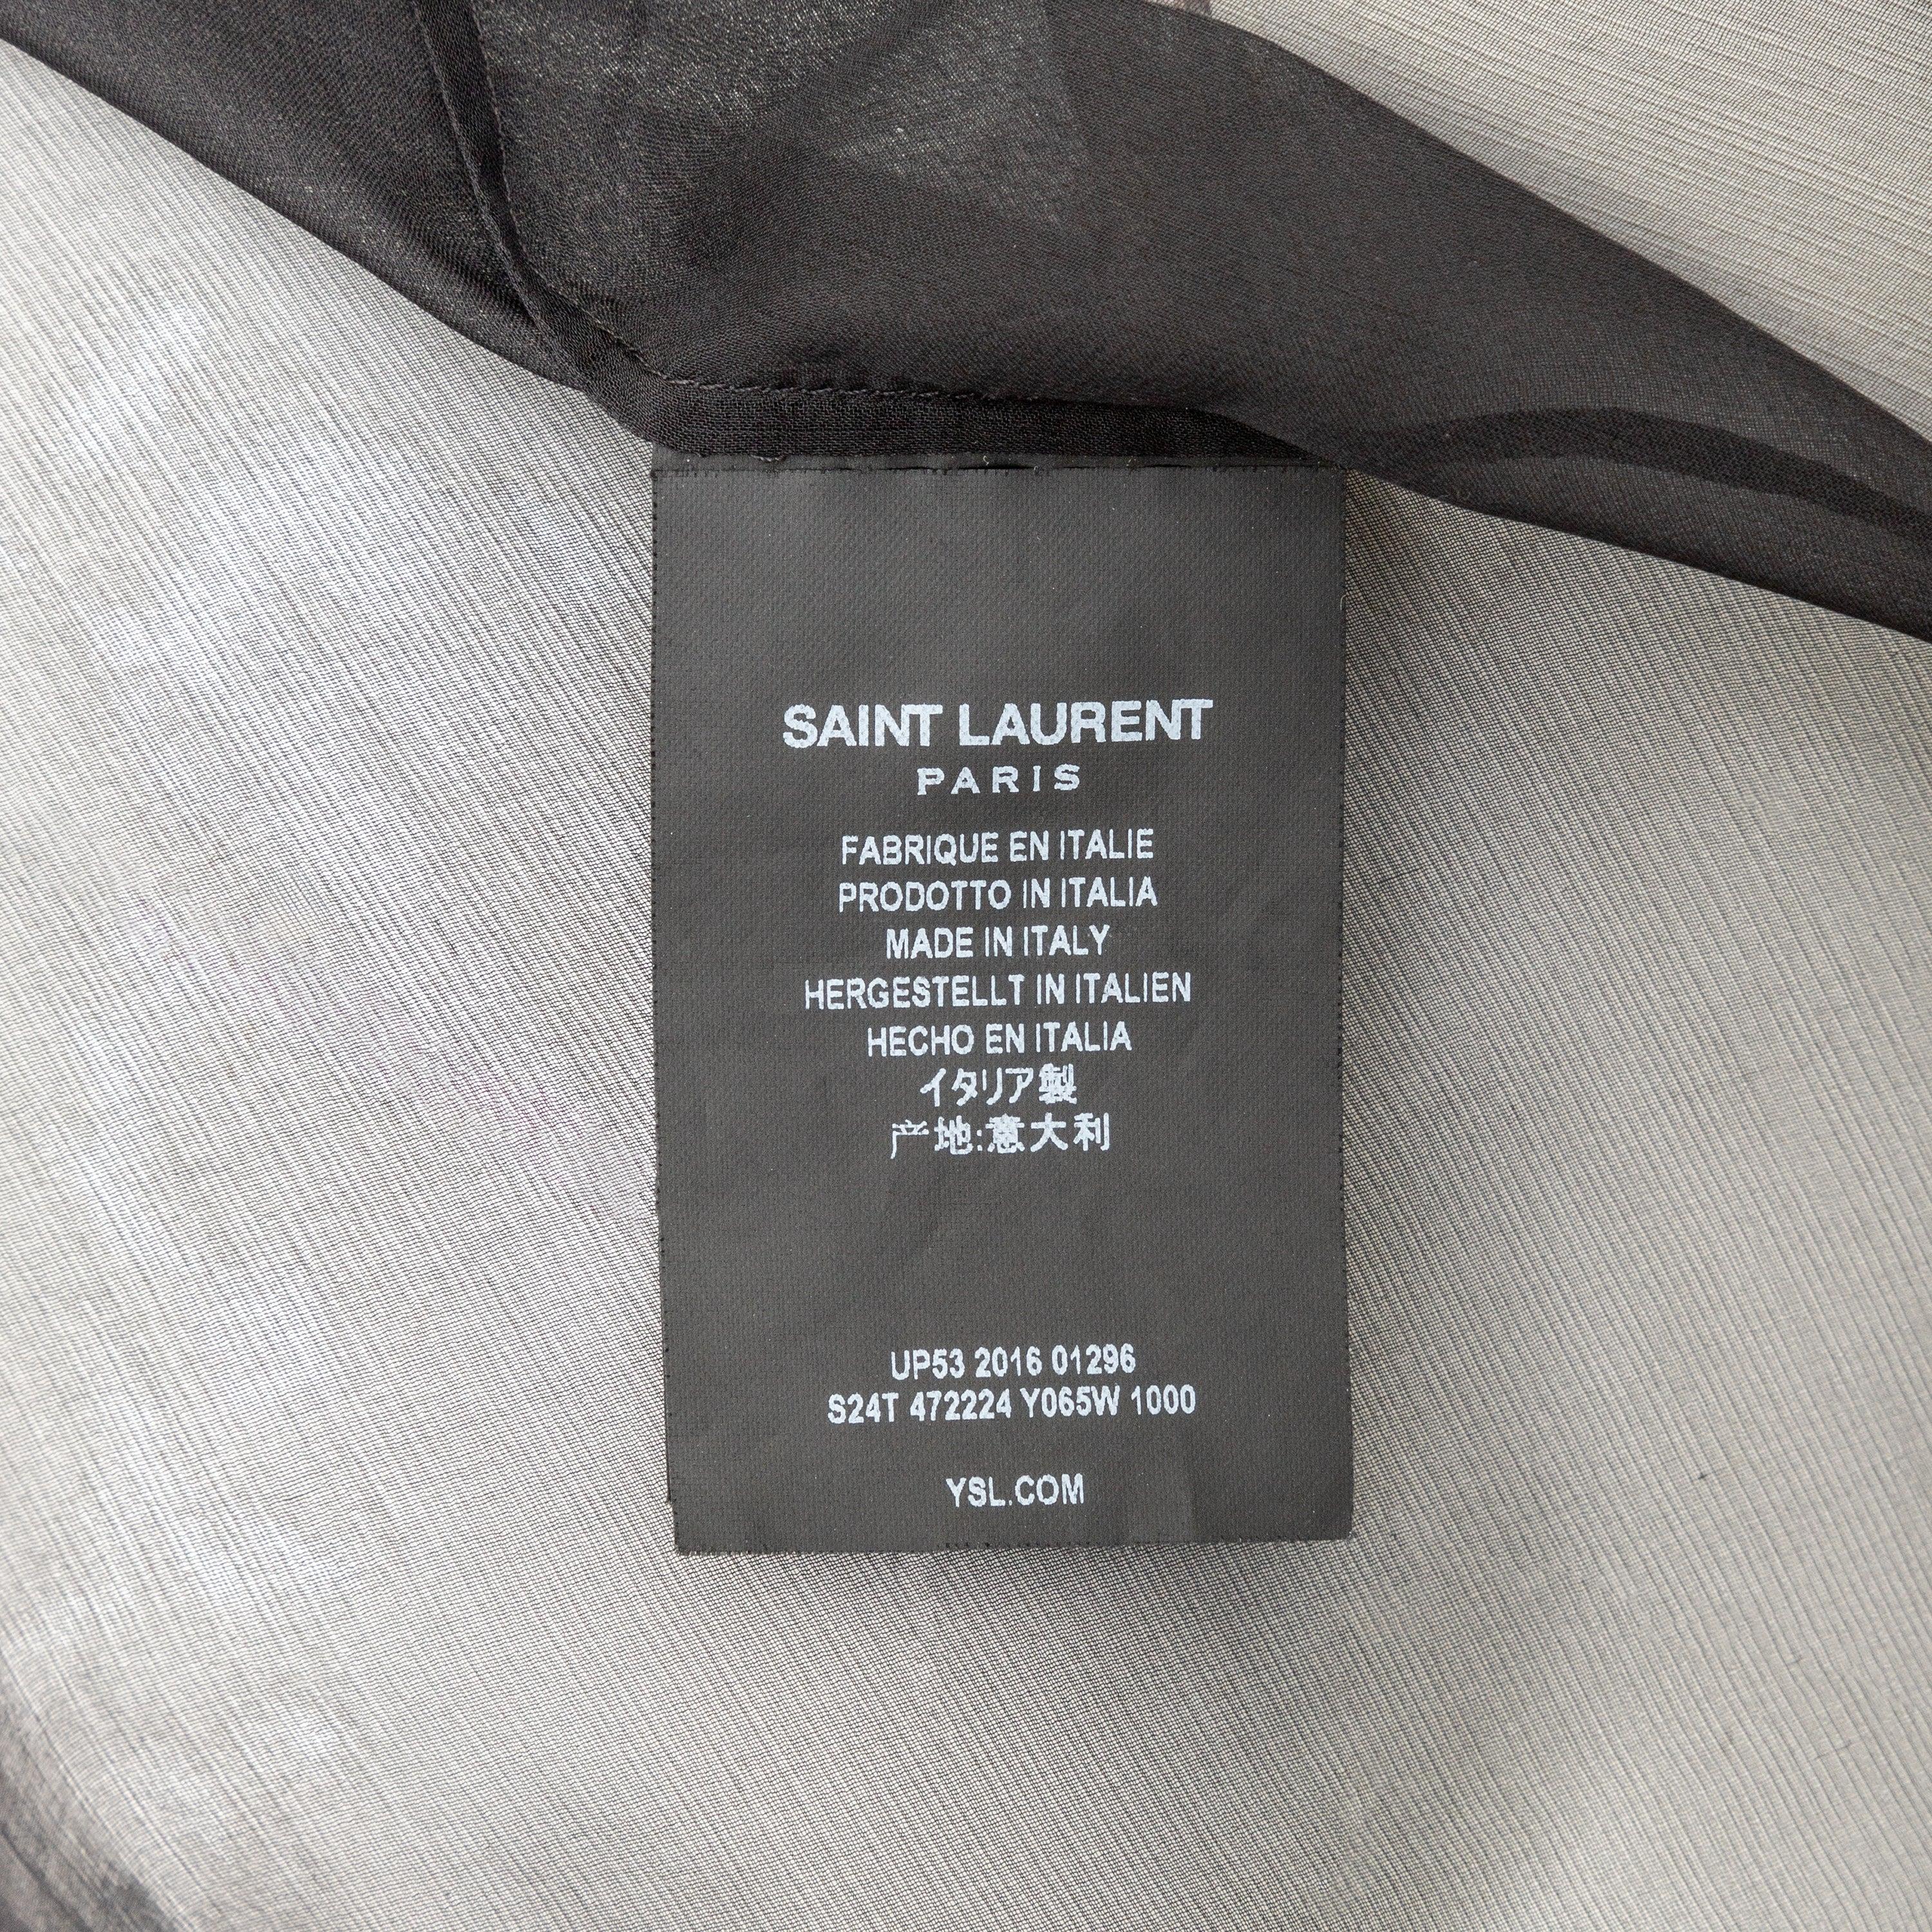 SAINT LAURENT
PARIS
FABRIQUE EN ITALIE
PRODOTTO IN ITALIA
MADE IN ITALY
HERGESTELLT IN ITALIEN
HECHO EN ITALIA
イタリア製
产地:意大利
UP53 2016 01296
S24T 472224 Y065W 1000
YSL.COM